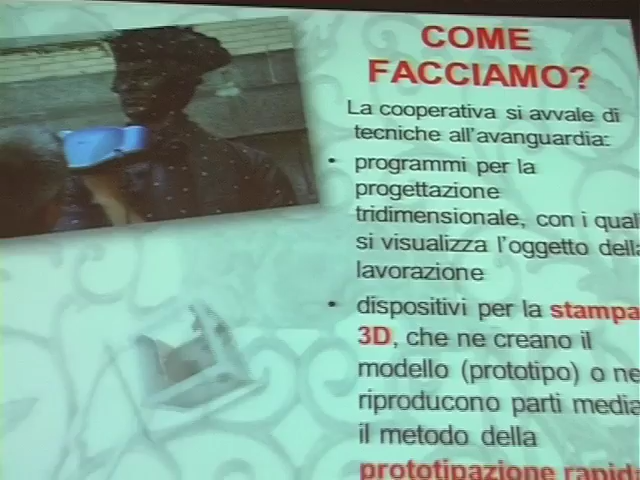 COME
FACCIAMO?
La cooperativa si avvale di
tecniche all'avanguardia:
• programmi per la
progettazione
tridimensionale, con i quali
si visualizza l'oggetto della
lavorazione
• dispositivi per la stampa
3D, che ne creano il
modello (prototipo) o ne
riproducono parti media
il metodo della
prototipazione rapida